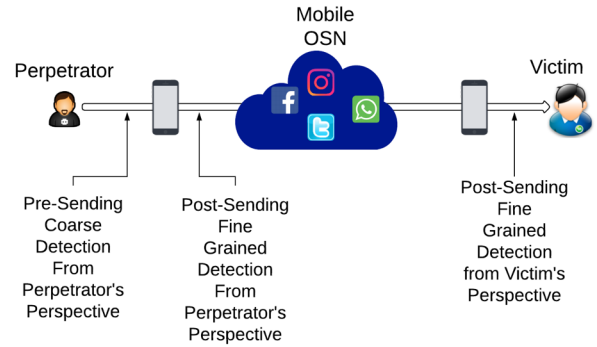 Mobile
OSN
Perpetrator
Victim
Pre-Sending
Coarse
Detection
From
Perpetrator's
Perspective
Post-Sending
Fine
Grained
Detection
From
Perpetrator's
Perspective
Post-Sending
Fine
Grained
Detection
from Victim's
Perspective